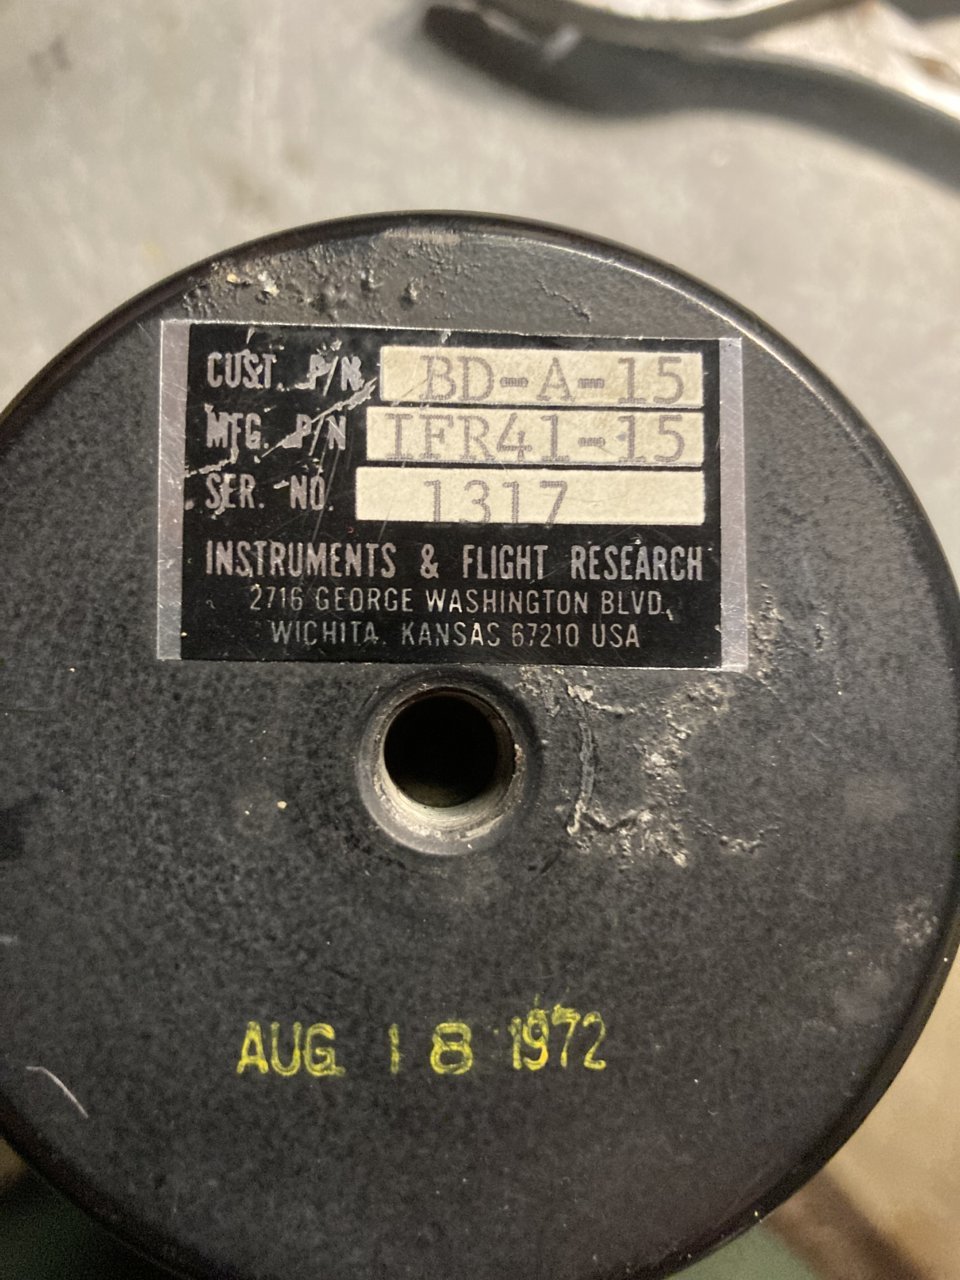 CUST. P/N BD-A-15
MFG. P/N IFR41-15
SER. NO. 1317
INSTRUMENTS & FLIGHT RESEARCH
2716 GEORGE WASHINGTON BLVD.
WICHITA, KANSAS 67210 USA
AUG 18 1972